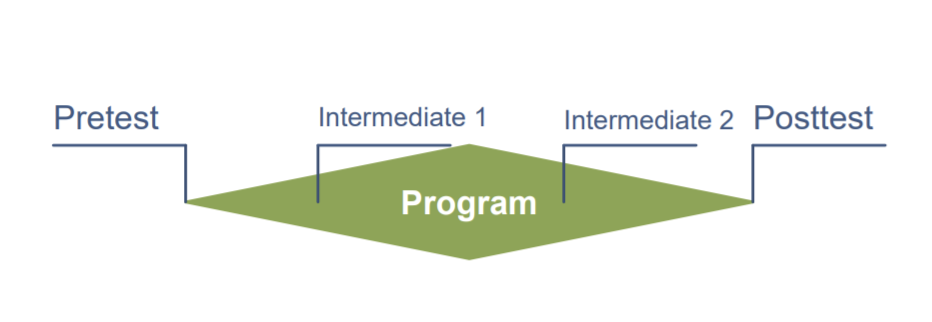 Pretest
Intermediate 1
Intermediate 2
Posttest
Program